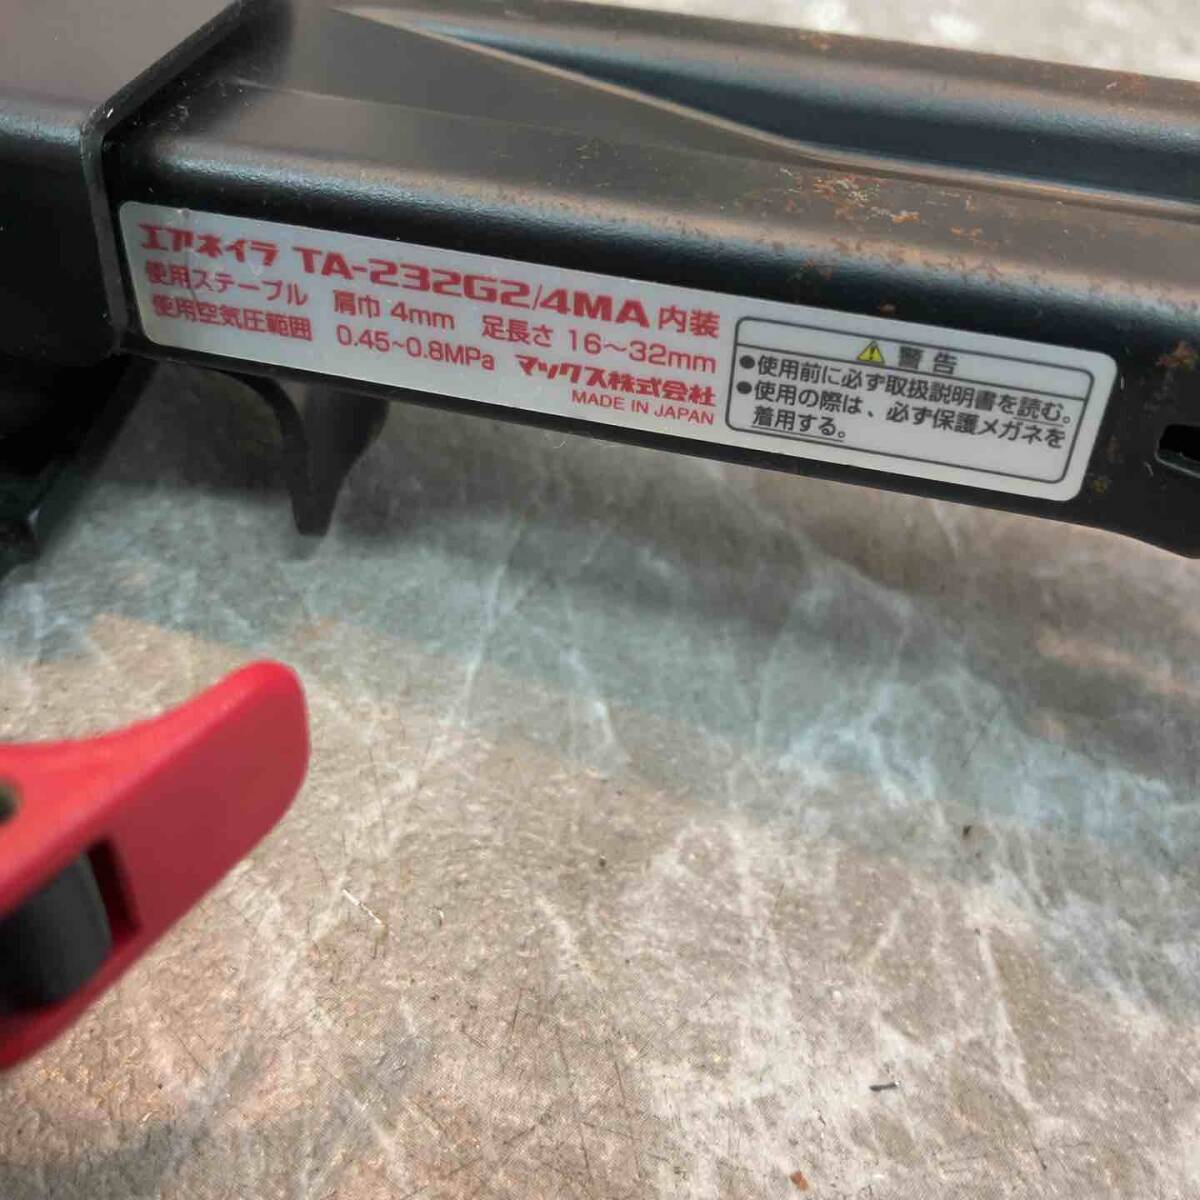 エアネイラ TA-232G2/4MA 内装
使用ステープル 肩巾 4mm 足長さ 16～32mm
使用空気圧範囲 0.45~0.8MPa マックス株式会社
MADE IN JAPAN
警告
●使用前に必ず取扱説明書を読む。
●使用の際は、必ず保護メガネを
着用する。